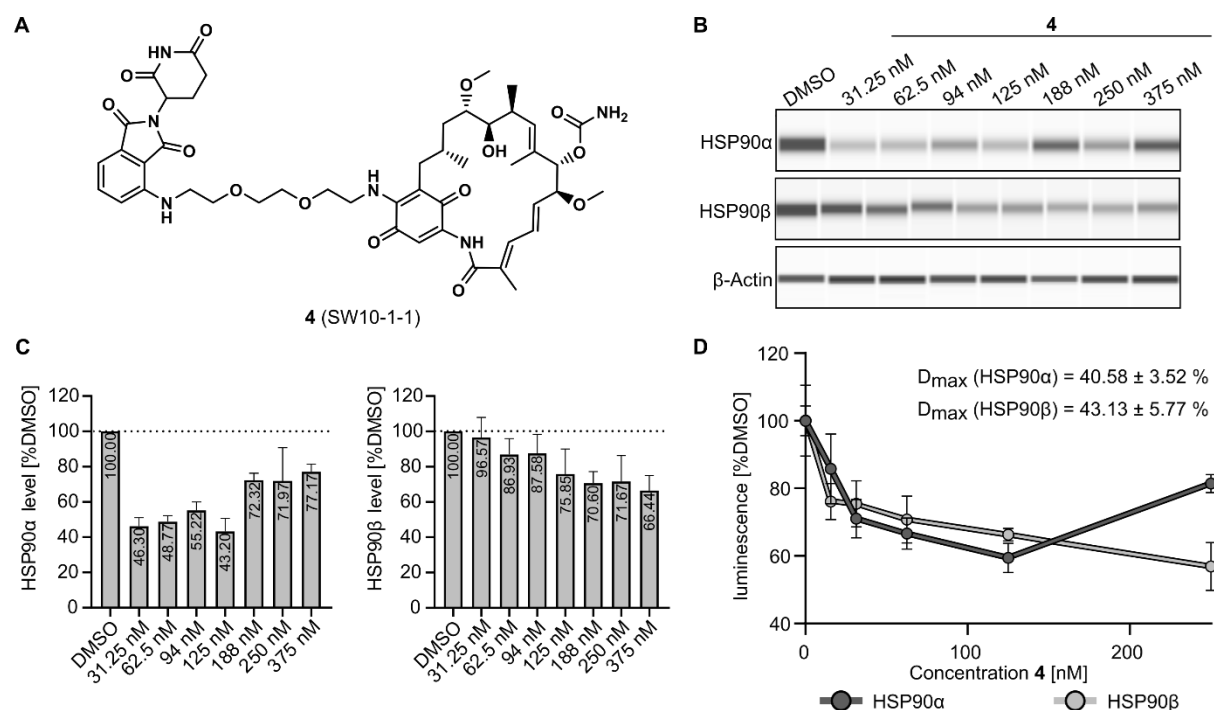 A
O
NH
O
O
N
O
N
H
O
O
H
N
O
O
O
OH
O
O
NH2
O
O
NH
O
4 (SW10-1-1)
B
4
DMSO
31.25 nM
62.5 nM
94 nM
125 nM
188 nM
250 nM
375 nM
HSP90α
HSP90β
β-Actin
C
HSP90α level [%DMSO]
120
100
80
60
40
20
0
100.00
46.30
48.77
55.22
43.20
72.32
71.97
77.17
DMSO
31.25 nM
62.5 nM
94 nM
125 nM
188 nM
250 nM
375 nM
HSP90β level [%DMSO]
120
100
80
60
40
20
0
100.00
96.57
86.93
87.58
75.85
70.60
71.67
66.44
DMSO
31.25 nM
62.5 nM
94 nM
125 nM
188 nM
250 nM
375 nM
D
luminescence [%DMSO]
120
100
80
60
40
Dmax (HSP90α) = 40.58 ± 3.52 %
Dmax (HSP90β) = 43.13 ± 5.77 %
0
100
200
Concentration 4 [nM]
HSP90α
HSP90β